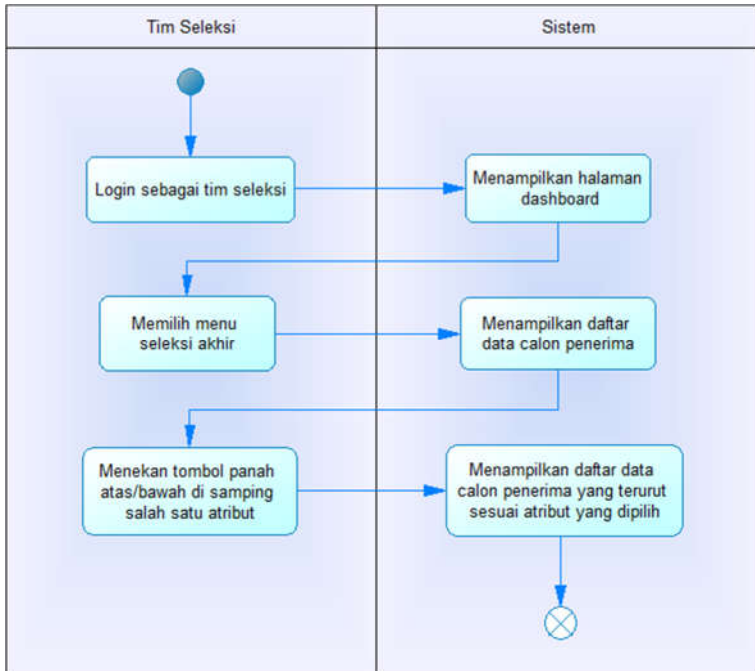 Tim Seleksi
Sistem
Login sebagai tim seleksi
Menampilkan halaman
dashboard
Memilih menu
seleksi akhir
Menampilkan daftar
data calon penerima
Menekan tombol panah
atas/bawah di samping
salah satu atribut
Menampilkan daftar data
calon penerima yang terurut
sesuai atribut yang dipilih